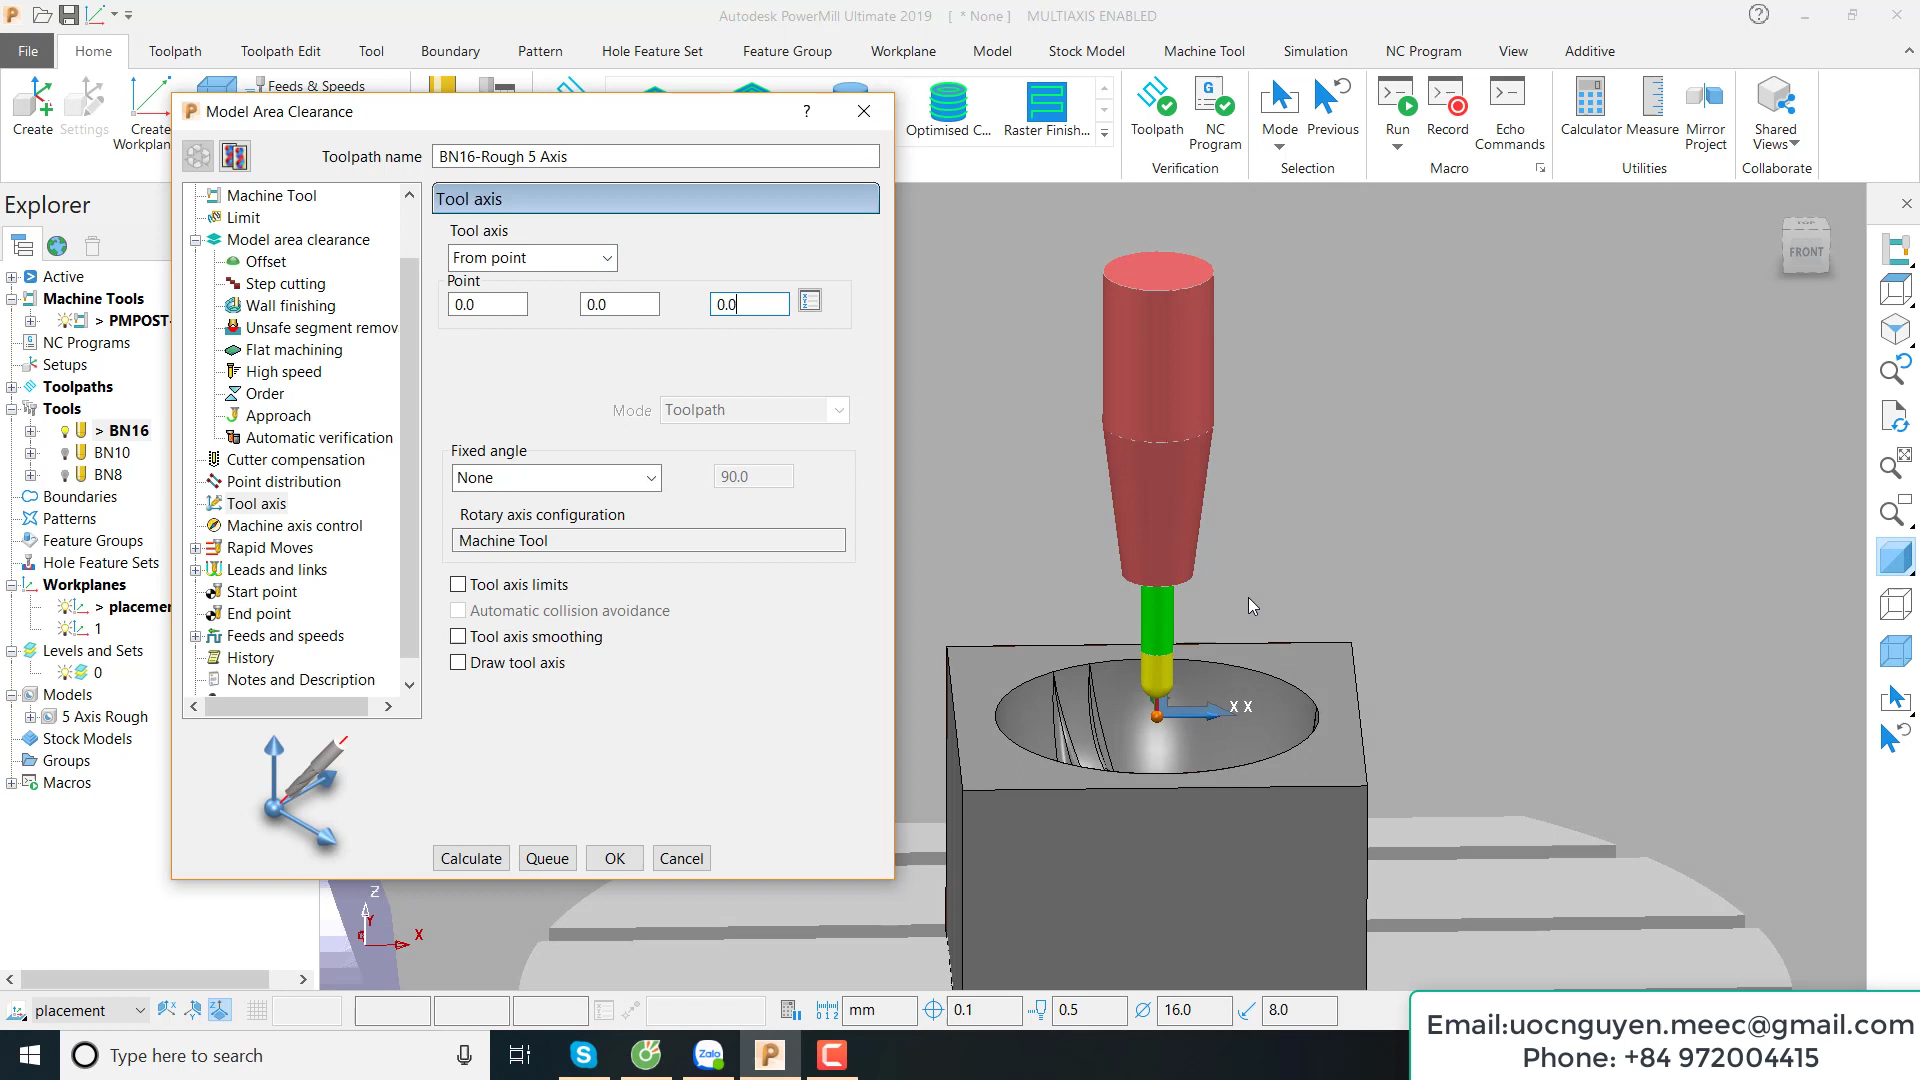 Autodesk PowerMill Ultimate 2019 [ * None ] MULTIAXIS ENABLED
File Home Toolpath Toolpath Edit Tool Boundary Pattern Hole Feature Set Feature Group Workplane Model Stock Model Machine Tool Simulation NC Program View Additive
Feeds & Speeds
Create Settings Create Workplan
Optimised C... Raster Finish...
Toolpath NC Program
Verification
Mode Previous
Selection
Run Record Echo Commands
Macro
Calculator Measure Mirror Project
Utilities
Shared Views
Collaborate
Explorer
Active
Machine Tools
> PMPOST-
NC Programs
Setups
Toolpaths
Tools
> BN16
BN10
BN8
Boundaries
Patterns
Feature Groups
Hole Feature Sets
Workplanes
> placemen
1
Levels and Sets
0
Models
5 Axis Rough
Stock Models
Groups
Macros
Model Area Clearance ?
Toolpath name BN16-Rough 5 Axis
Machine Tool
Limit
Model area clearance
Offset
Step cutting
Wall finishing
Unsafe segment remov
Flat machining
High speed
Order
Approach
Automatic verification
Cutter compensation
Point distribution
Tool axis
Machine axis control
Rapid Moves
Leads and links
Start point
End point
Feeds and speeds
History
Notes and Description
Tool axis
Tool axis
From point
Point
0.0 0.0 0.0
Mode Toolpath
Fixed angle
None 90.0
Rotary axis configuration
Machine Tool
Tool axis limits
Automatic collision avoidance
Tool axis smoothing
Draw tool axis
Calculate Queue OK Cancel
TOP
FRONT
X X
Z
Y
X
placement mm 0.1 0.5 16.0 8.0
Type here to search
Zalo
Email:uocnguyen.meec@gmail.com
Phone: +84 972004415